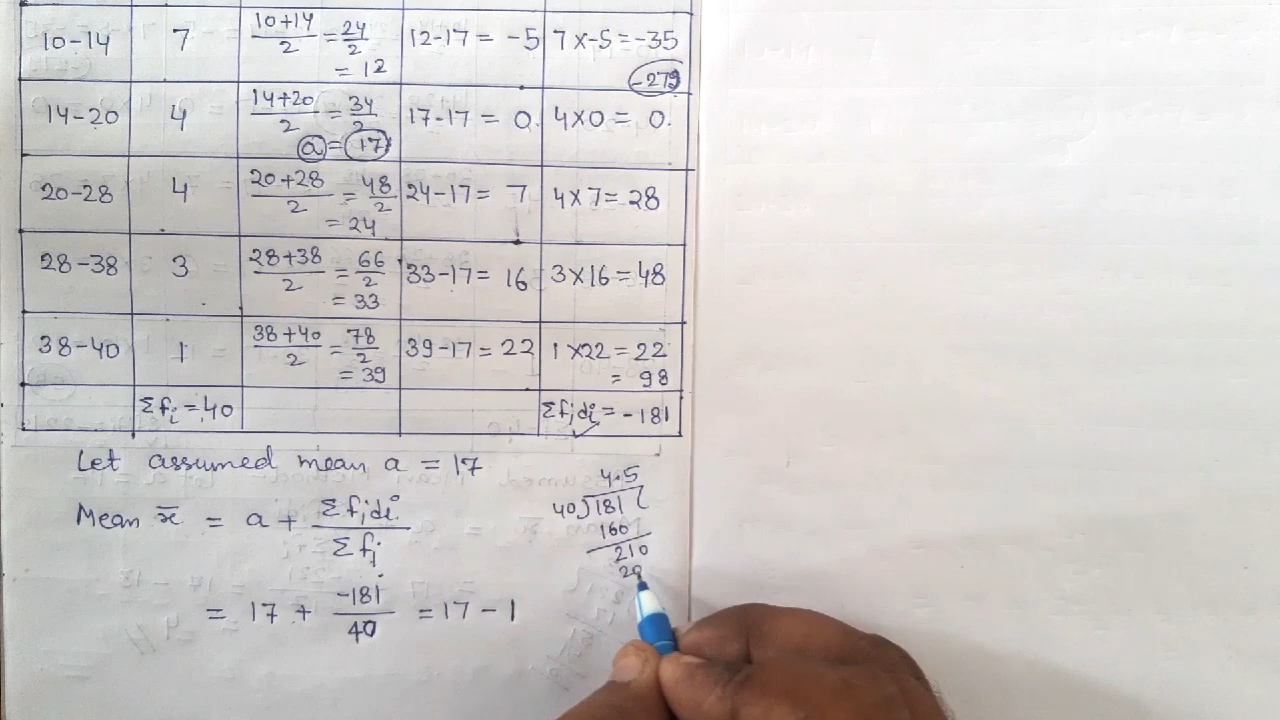 10-14 7 10+14/2 = 24/2 = 12 12-17 = -5 7x-5 = -35
-279
14-20 4 14+20/2 = 34/2 a = 17 17-17 = 0. 4x0 = 0.
20-28 4 20+28/2 = 48/2 = 24 24-17 = 7 4x7 = 28
28-38 3 28+38/2 = 66/2 = 33 33-17 = 16 3x16 = 48
38-40 1 38+40/2 = 78/2 = 39 39-17 = 22 1x22 = 22
= 98
Σfi = 40 Σfidi = -181
Let assumed mean a = 17
Mean x̄ = a + Σfidi/Σfi
= 17 + -181/40 = 17 - 1
4.5
40)181(
160
210
20